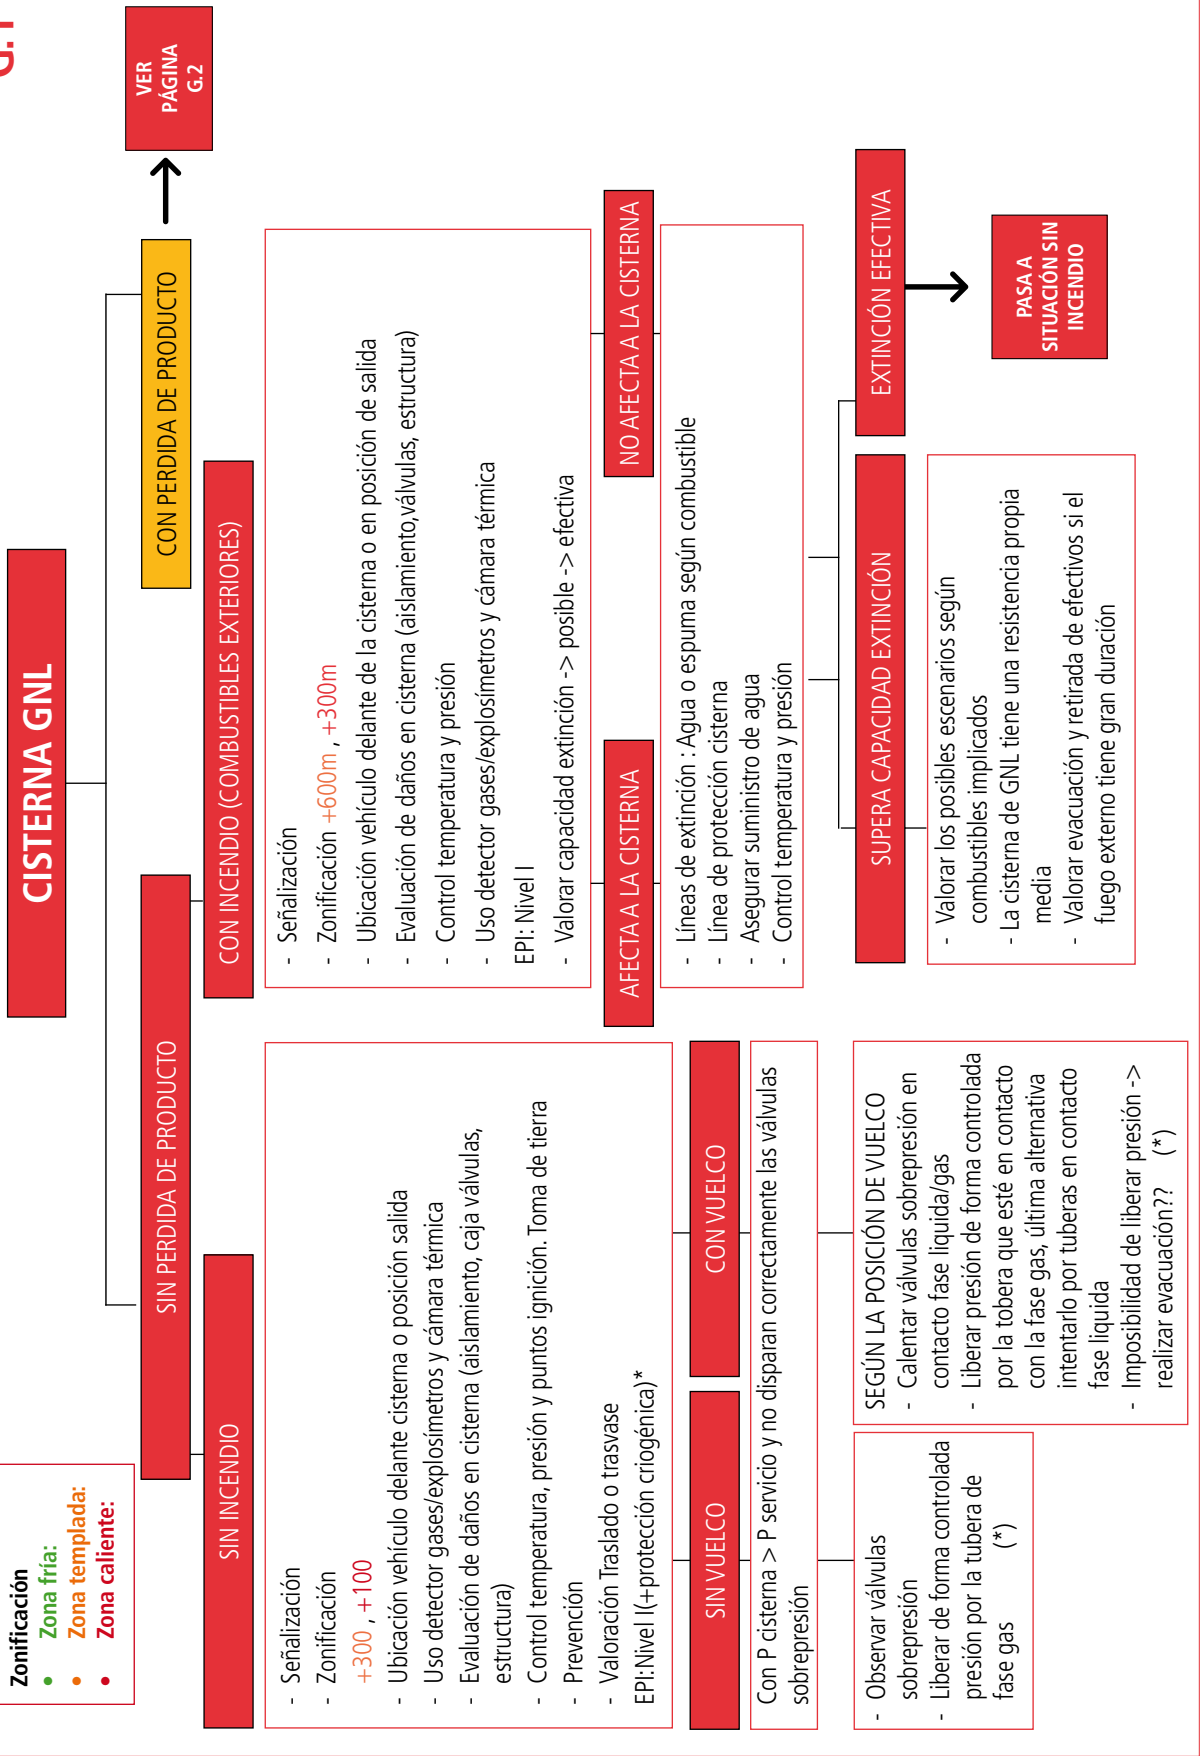 G.1
Zonificación
• Zona fría:
• Zona templada:
• Zona caliente:
CISTERNA GNL
SIN PERDIDA DE PRODUCTO
CON PERDIDA DE PRODUCTO
VER
PÁGINA
G.2
SIN INCENDIO
- Señalización
- Zonificación
+300 , +100
- Ubicación vehículo delante cisterna o posición salida
- Uso detector gases/explosímetros y cámara térmica
- Evaluación de daños en cisterna (aislamiento, caja válvulas,
estructura)
- Control temperatura, presión y puntos ignición. Toma de tierra
- Prevención
- Valoración Traslado o trasvase
EPI:Nivel I(+protección criogénica)*
SIN VUELCO
CON VUELCO
Con P cisterna > P servicio y no disparan correctamente las válvulas
sobrepresión
- Observar válvulas
sobrepresión
- Liberar de forma controlada
presión por la tubera de
fase gas (*)
SEGÚN LA POSICIÓN DE VUELCO
- Calentar válvulas sobrepresión en
contacto fase liquida/gas
- Liberar presión de forma controlada
por la tobera que esté en contacto
con la fase gas, última alternativa
intentarlo por tuberas en contacto
fase liquida
- Imposibilidad de liberar presión ->
realizar evacuación?? (*)
CON INCENDIO (COMBUSTIBLES EXTERIORES)
- Señalización
- Zonificación +600m , +300m
- Ubicación vehículo delante de la cisterna o en posición de salida
- Evaluación de daños en cisterna (aislamiento,válvulas, estructura)
- Control temperatura y presión
- Uso detector gases/explosímetros y cámara térmica
EPI: Nivel I
- Valorar capacidad extinción -> posible -> efectiva
AFECTA A LA CISTERNA
NO AFECTA A LA CISTERNA
- Líneas de extinción : Agua o espuma según combustible
- Línea de protección cisterna
- Asegurar suministro de agua
- Control temperatura y presión
SUPERA CAPACIDAD EXTINCIÓN
EXTINCIÓN EFECTIVA
- Valorar los posibles escenarios según
combustibles implicados
- La cisterna de GNL tiene una resistencia propia
media
- Valorar evacuación y retirada de efectivos si el
fuego externo tiene gran duración
PASA A
SITUACIÓN SIN
INCENDIO